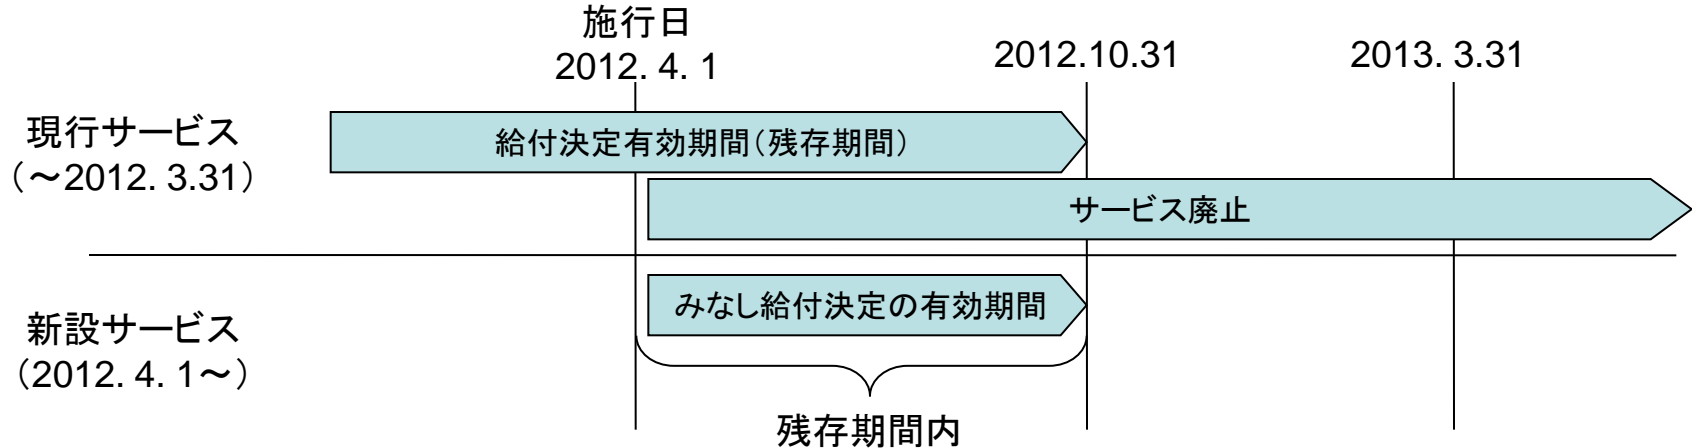 施行日
2012. 4. 1
2012.10.31
2013. 3.31
現行サービス
（～2012. 3.31）
給付決定有効期間（残存期間）
サービス廃止
新設サービス
（2012. 4. 1～）
みなし給付決定の有効期間
残存期間内